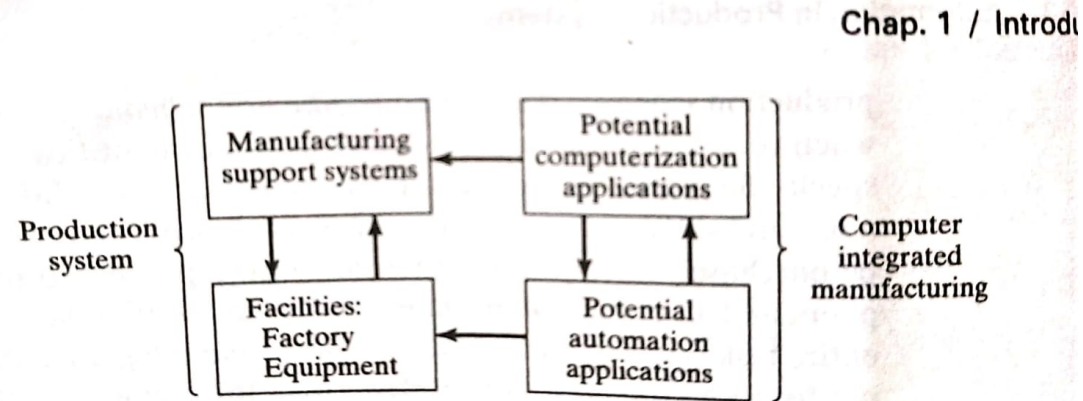 Chap. 1 / Introdu
Manufacturing
support systems
Potential
computerization
applications
Production
system
Computer
integrated
manufacturing
Facilities:
Factory
Equipment
Potential
automation
applications